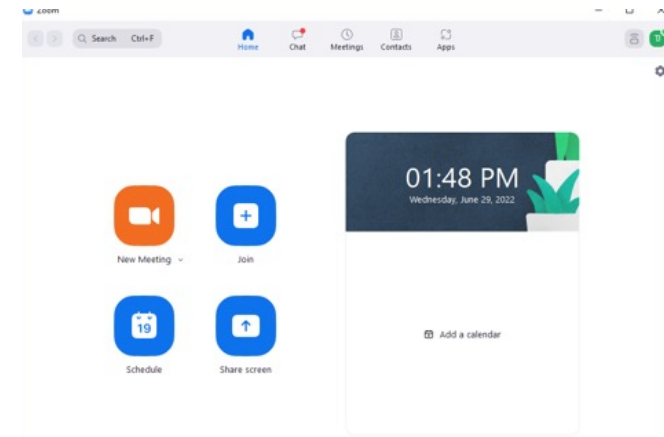 Zoom
Search Ctrl+F
Home
Chat
Meetings
Contacts
Apps
01:48 PM
Wednesday, June 29, 2022
New Meeting
Join
19
Schedule
Share screen
Add a calendar